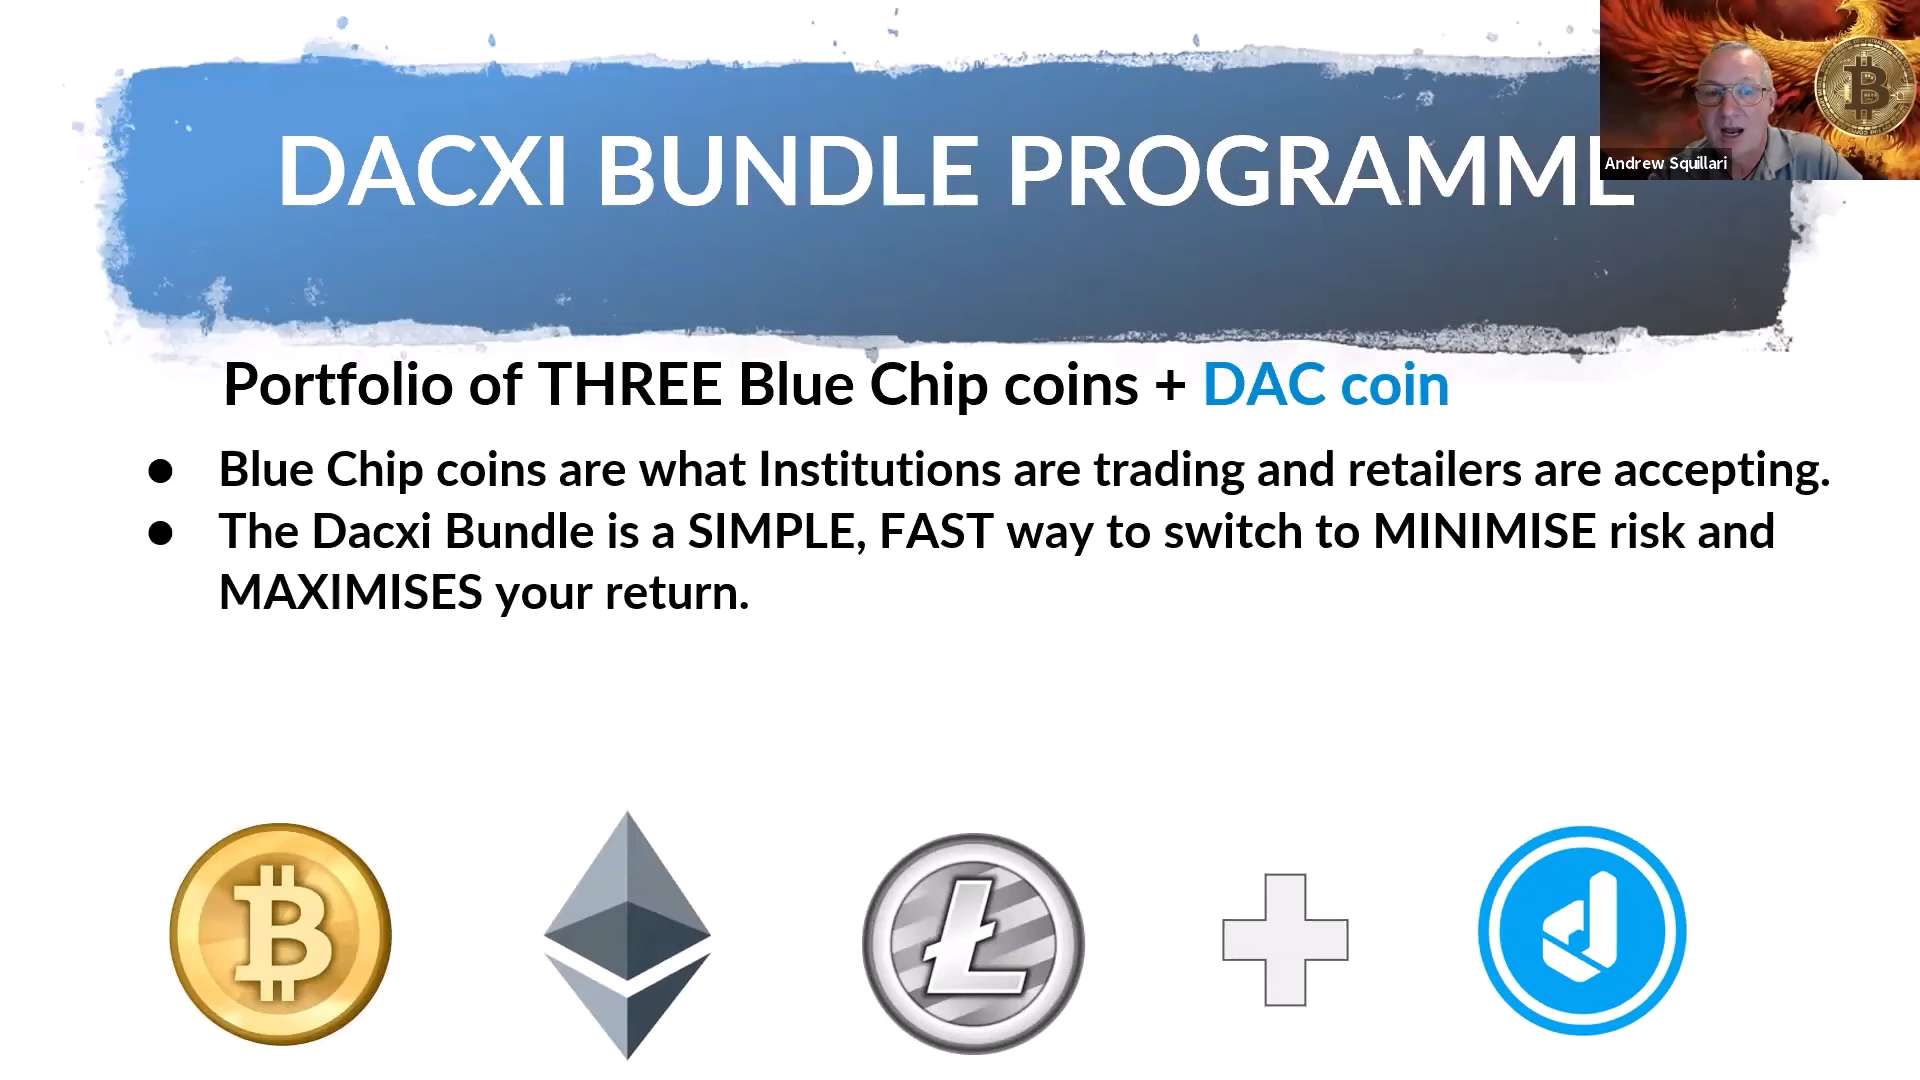 DACXI BUNDLE PROGRAMME
Andrew Squillari
Portfolio of THREE Blue Chip coins + DAC coin
● Blue Chip coins are what Institutions are trading and retailers are accepting.
● The Dacxi Bundle is a SIMPLE, FAST way to switch to MINIMISE risk and
MAXIMISES your return.